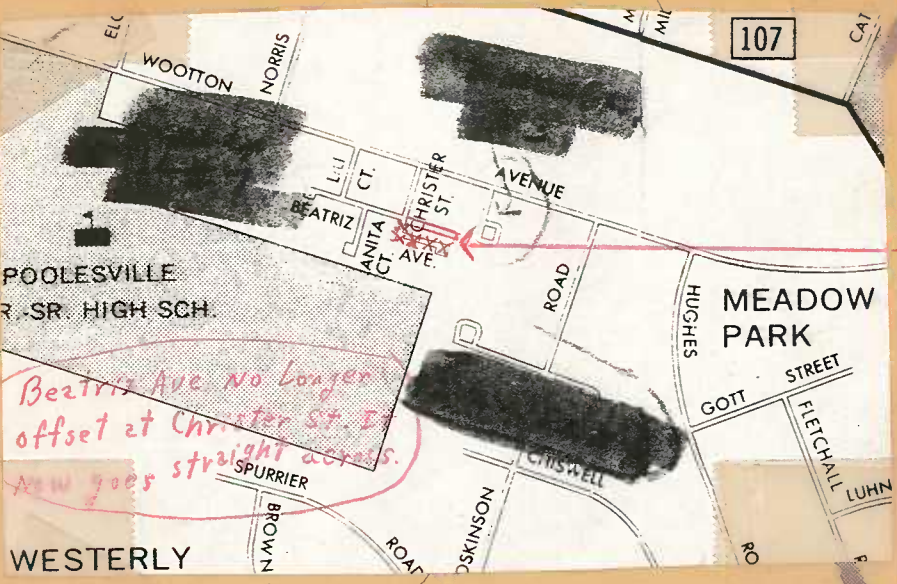 107
WOOTTON
NORRIS
CT.
CHRISTER
ST.
AVENUE
BEATRIZ
ANITA
CT.
AVE.
POOLESVILLE
R.-SR. HIGH SCH.
ROAD
HUGHES
MEADOW
PARK
GOTT STREET
FLETCHALL
LUHN
Beatriz Ave No Longer
offset at Christer St. It
Now goes straight across.
SPURRIER
BROWN
ROAD
OSKINSON
CRISWELL
RO
WESTERLY